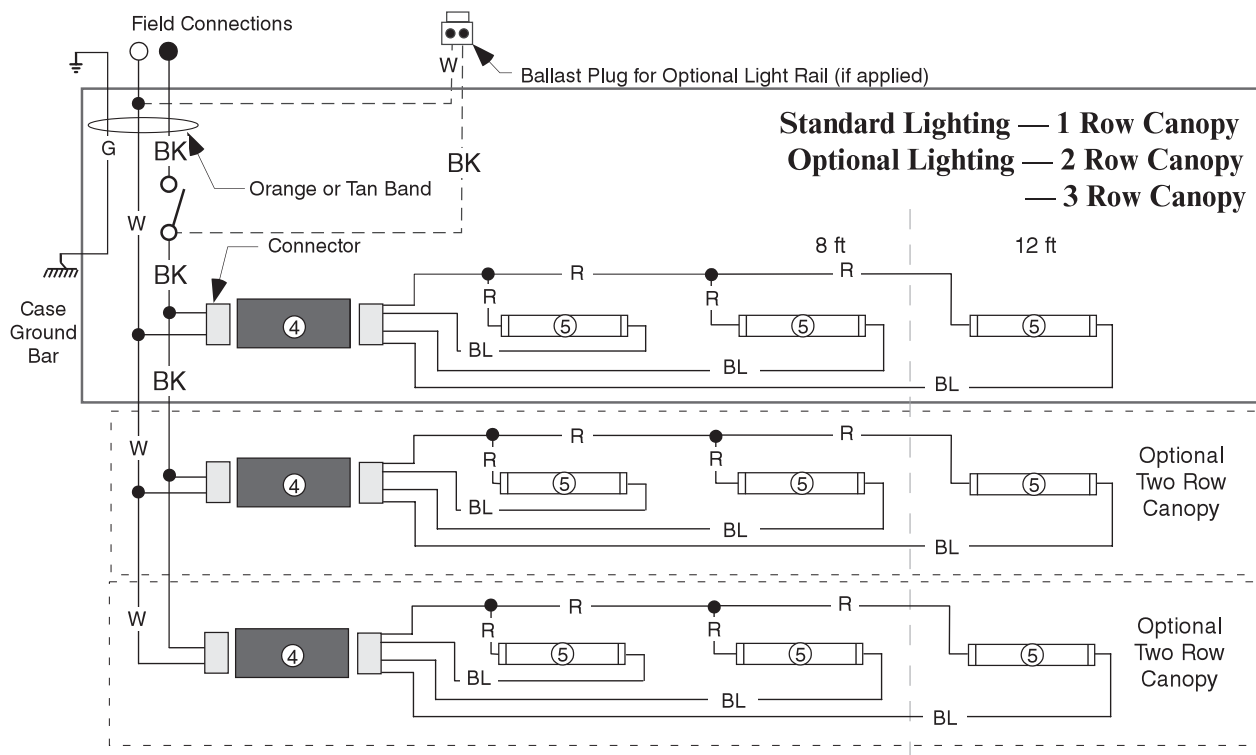 Field Connections
W
Ballast Plug for Optional Light Rail (if applied)
Standard Lighting — 1 Row Canopy
Optional Lighting — 2 Row Canopy
— 3 Row Canopy
G
BK
BK
Orange or Tan Band
W
Connector
8 ft
12 ft
BK
R
R
Case
Ground
Bar
R
R
4
5
5
5
BL
BL
BL
BK
W
R
R
R
R
4
5
5
5
BL
BL
BL
Optional
Two Row
Canopy
W
R
R
R
R
4
5
5
5
BL
BL
BL
Optional
Two Row
Canopy